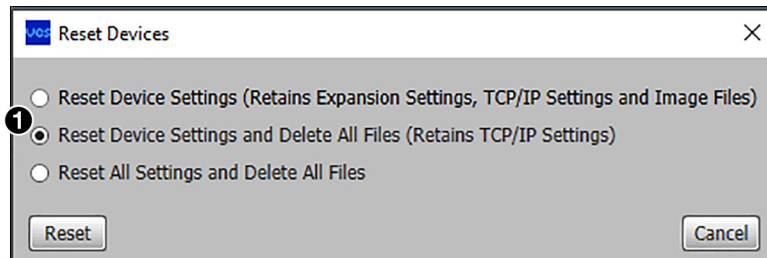 vcs Reset Devices
Reset Device Settings (Retains Expansion Settings, TCP/IP Settings and Image Files)
1
Reset Device Settings and Delete All Files (Retains TCP/IP Settings)
Reset All Settings and Delete All Files
Reset Cancel